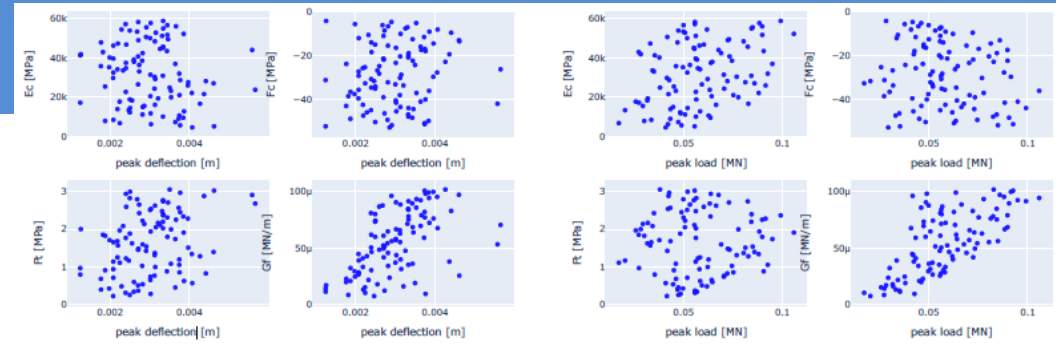 60k
40k
20k
0
Ec [MPa]
0.002
0.004
peak deflection [m]
0
−20
−40
Fc [MPa]
0.002
0.004
peak deflection [m]
60k
40k
20k
0
Ec [MPa]
0.05
0.1
peak load [MN]
0
−20
−40
Fc [MPa]
0.05
0.1
peak load [MN]
3
2
1
0
Ft [MPa]
0.002
0.004
peak deflection [m]
100μ
50μ
0
Gf [MN/m]
0.002
0.004
peak deflection [m]
3
2
1
0
Ft [MPa]
0.05
0.1
peak load [MN]
100μ
50μ
0
Gf [MN/m]
0.05
0.1
peak load [MN]